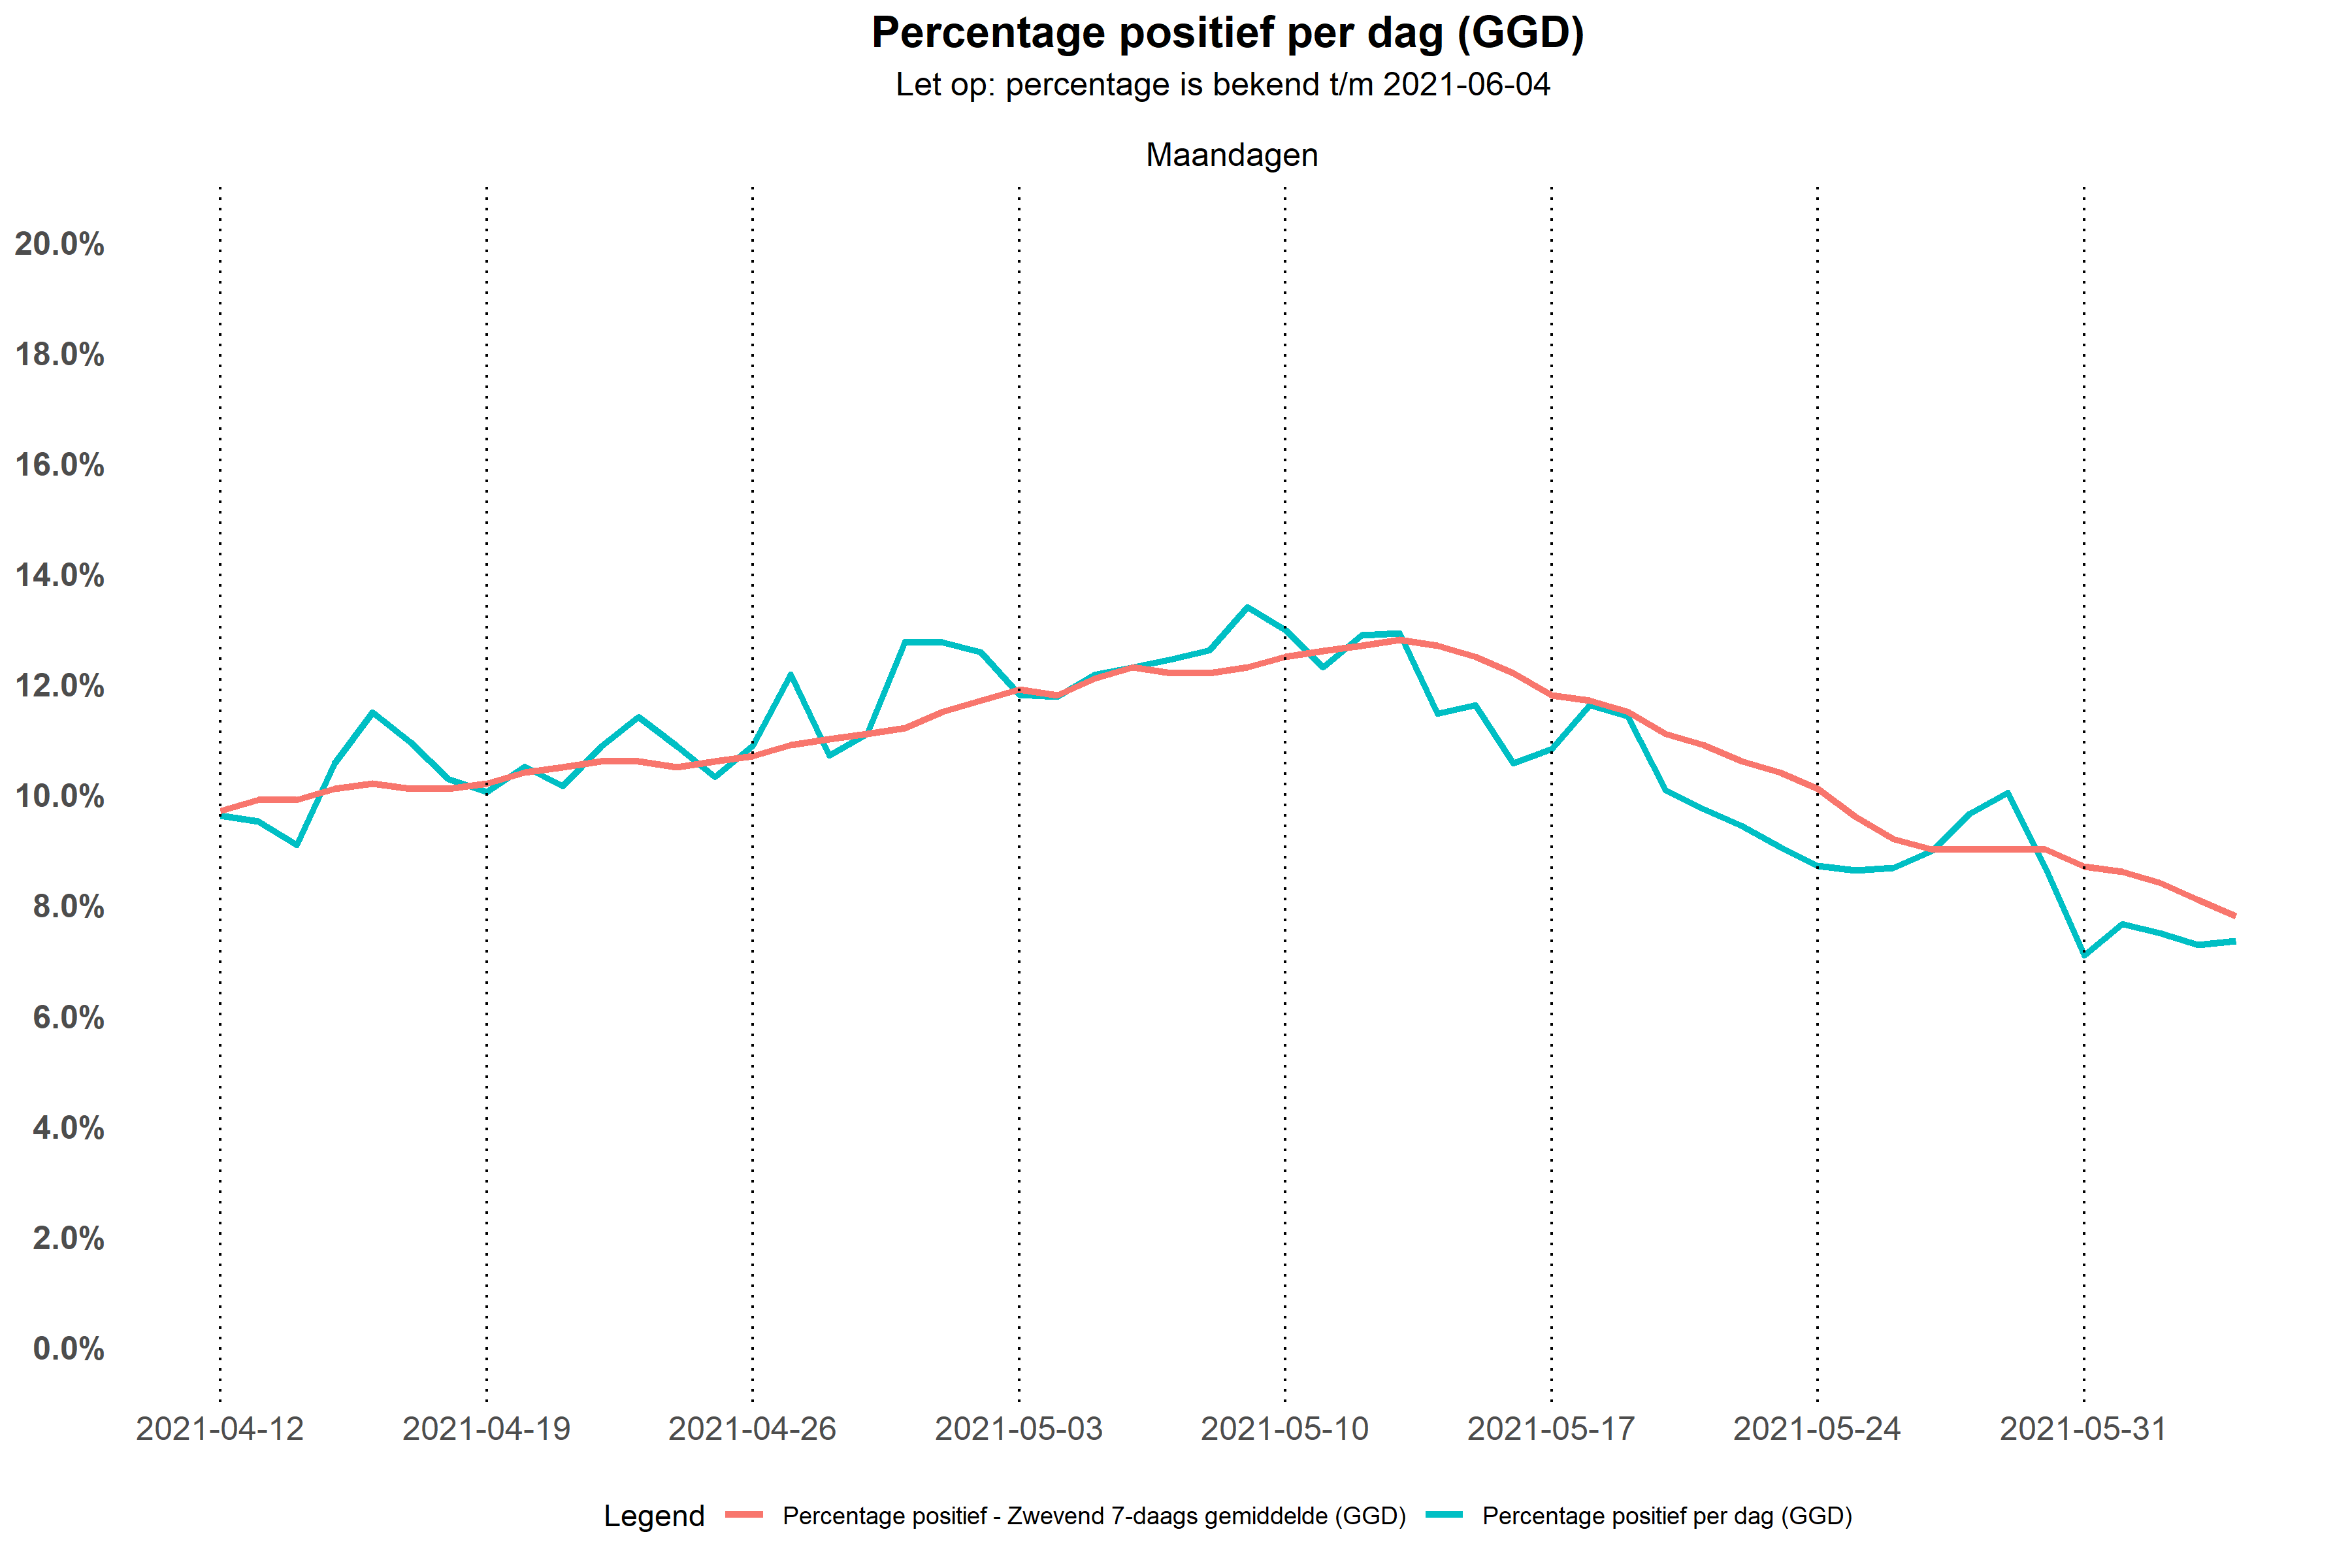 Percentage positief per dag (GGD)
Let op: percentage is bekend t/m 2021-06-04
Maandagen
20.0%
18.0%
16.0%
14.0%
12.0%
10.0%
8.0%
6.0%
4.0%
2.0%
0.0%
2021-04-12 2021-04-19 2021-04-26 2021-05-03 2021-05-10 2021-05-17 2021-05-24 2021-05-31
Legend Percentage positief - Zwevend 7-daags gemiddelde (GGD) Percentage positief per dag (GGD)